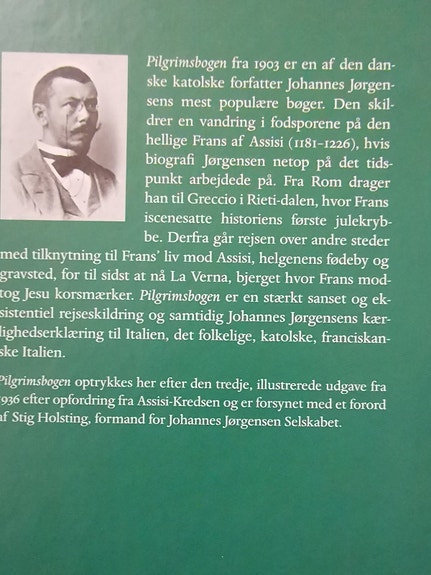 Pilgrimsbogen fra 1903 er en af den dan-
ske katolske forfatter Johannes Jørgen-
sens mest populære bøger. Den skil-
drer en vandring i fodsporene på den
hellige Frans af Assisi (1181-1226), hvis
biografi Jørgensen netop på det tids-
punkt arbejdede på. Fra Rom drager
han til Greccio i Rieti-dalen, hvor Frans
iscenesatte historiens første julekryb-
be. Derfra går rejsen over andre steder
med tilknytning til Frans' liv mod Assisi, helgenens fødeby og
gravsted, for til sidst at nå La Verna, bjerget hvor Frans mod-
tog Jesu korsmærker. Pilgrimsbogen er en stærkt sanset og ek-
sistentiel rejseskildring og samtidig Johannes Jørgensens kær-
lighedserklæring til Italien, det folkelige, katolske, franciskan-
ske Italien.
Pilgrimsbogen optrykkes her efter den tredje, illustrerede udgave fra
1936 efter opfordring fra Assisi-Kredsen og er forsynet med et forord
af Stig Holsting, formand for Johannes Jørgensen Selskabet.